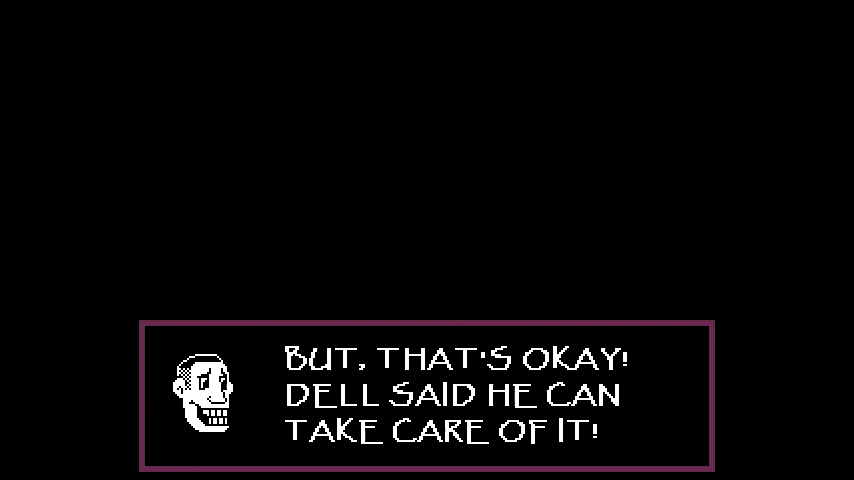 BUT, THAT'S OKAY!
DELL SAID HE CAN
TAKE CARE OF IT!